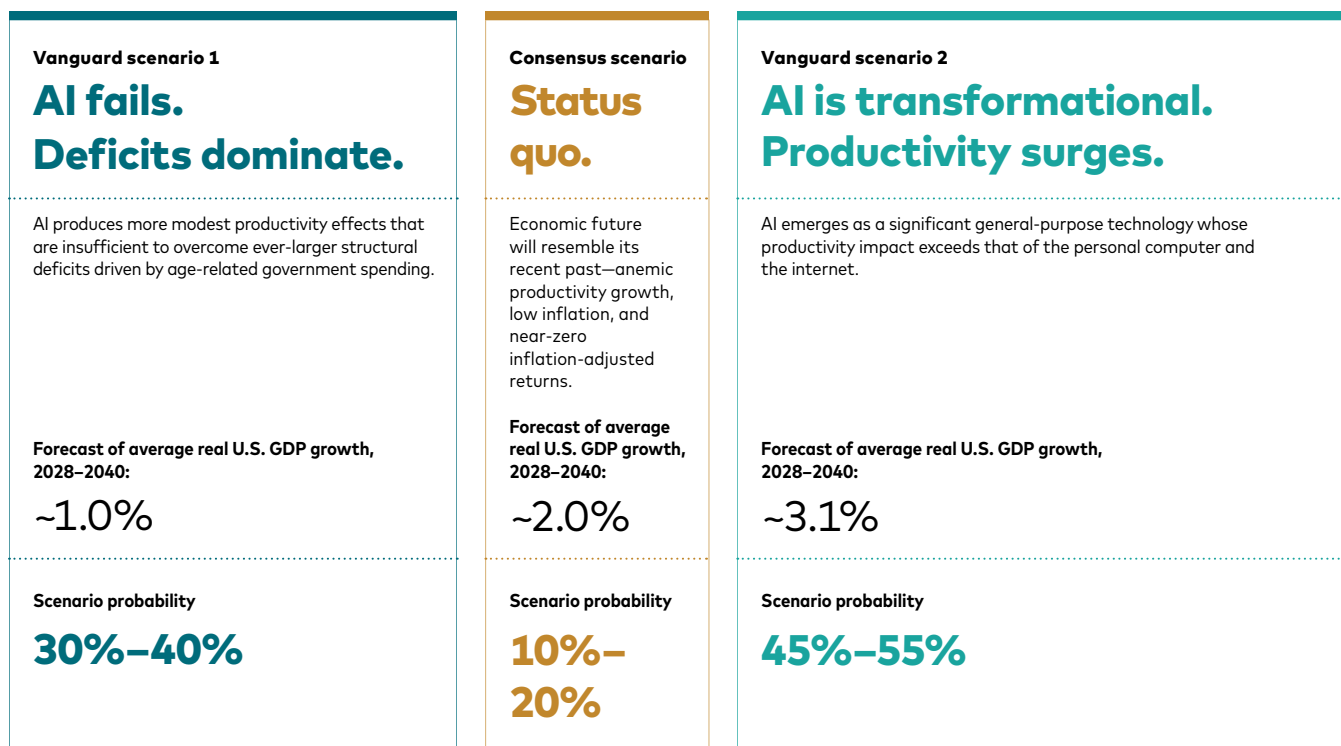 Vanguard scenario 1
AI fails.
Deficits dominate.
AI produces more modest productivity effects that
are insufficient to overcome ever-larger structural
deficits driven by age-related government spending.
Forecast of average real U.S. GDP growth,
2028–2040:
~1.0%
Scenario probability
30%–40%
Consensus scenario
Status
quo.
Economic future
will resemble its
recent past—anemic
productivity growth,
low inflation, and
near-zero
inflation-adjusted
returns.
Forecast of average
real U.S. GDP growth,
2028–2040:
~2.0%
Scenario probability
10%–
20%
Vanguard scenario 2
AI is transformational.
Productivity surges.
AI emerges as a significant general-purpose technology whose
productivity impact exceeds that of the personal computer and
the internet.
Forecast of average real U.S. GDP growth,
2028–2040:
~3.1%
Scenario probability
45%–55%